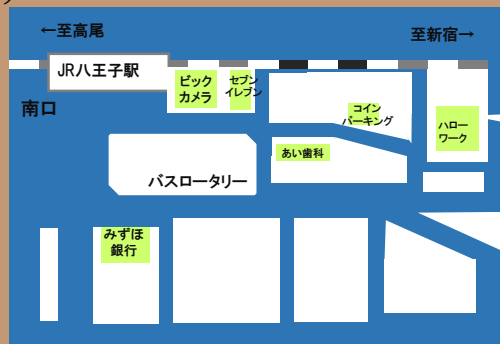 ←至高尾
至新宿→
JR八王子駅
ビック
カメラ
セブン
イレブン
南口
コイン
パーキング
ハロー
ワーク
あい歯科
バスロータリー
みずほ
銀行